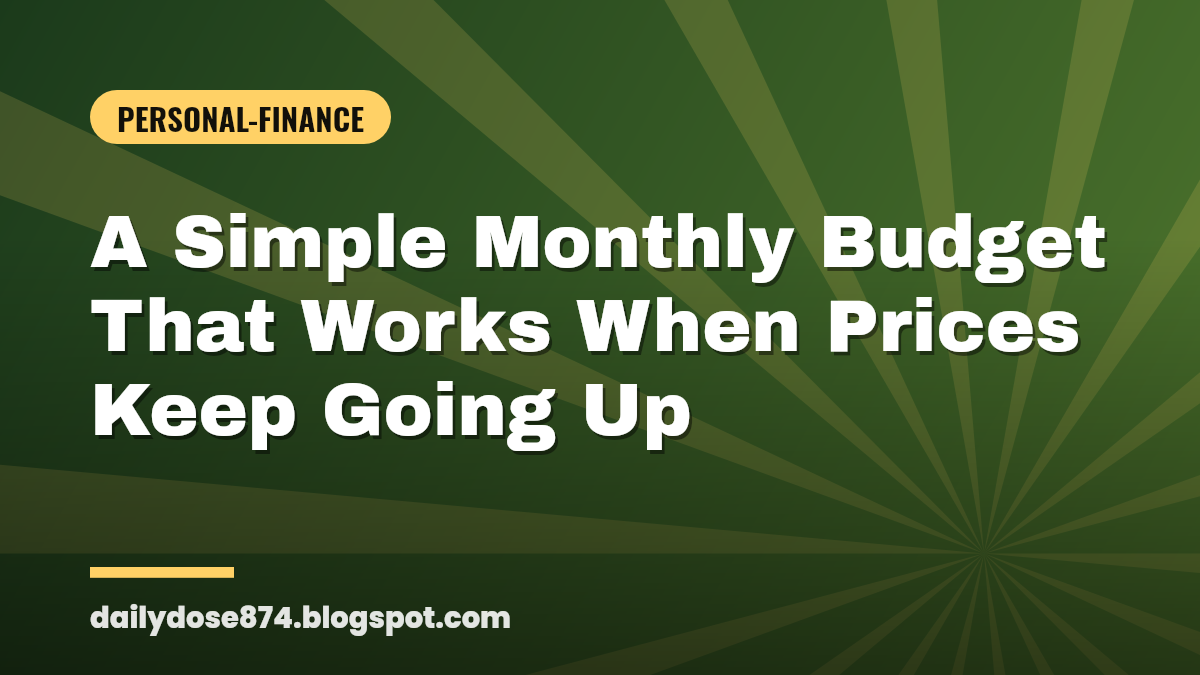 PERSONAL-FINANCE
A Simple Monthly Budget
That Works When Prices
Keep Going Up
dailydose874.blogspot.com